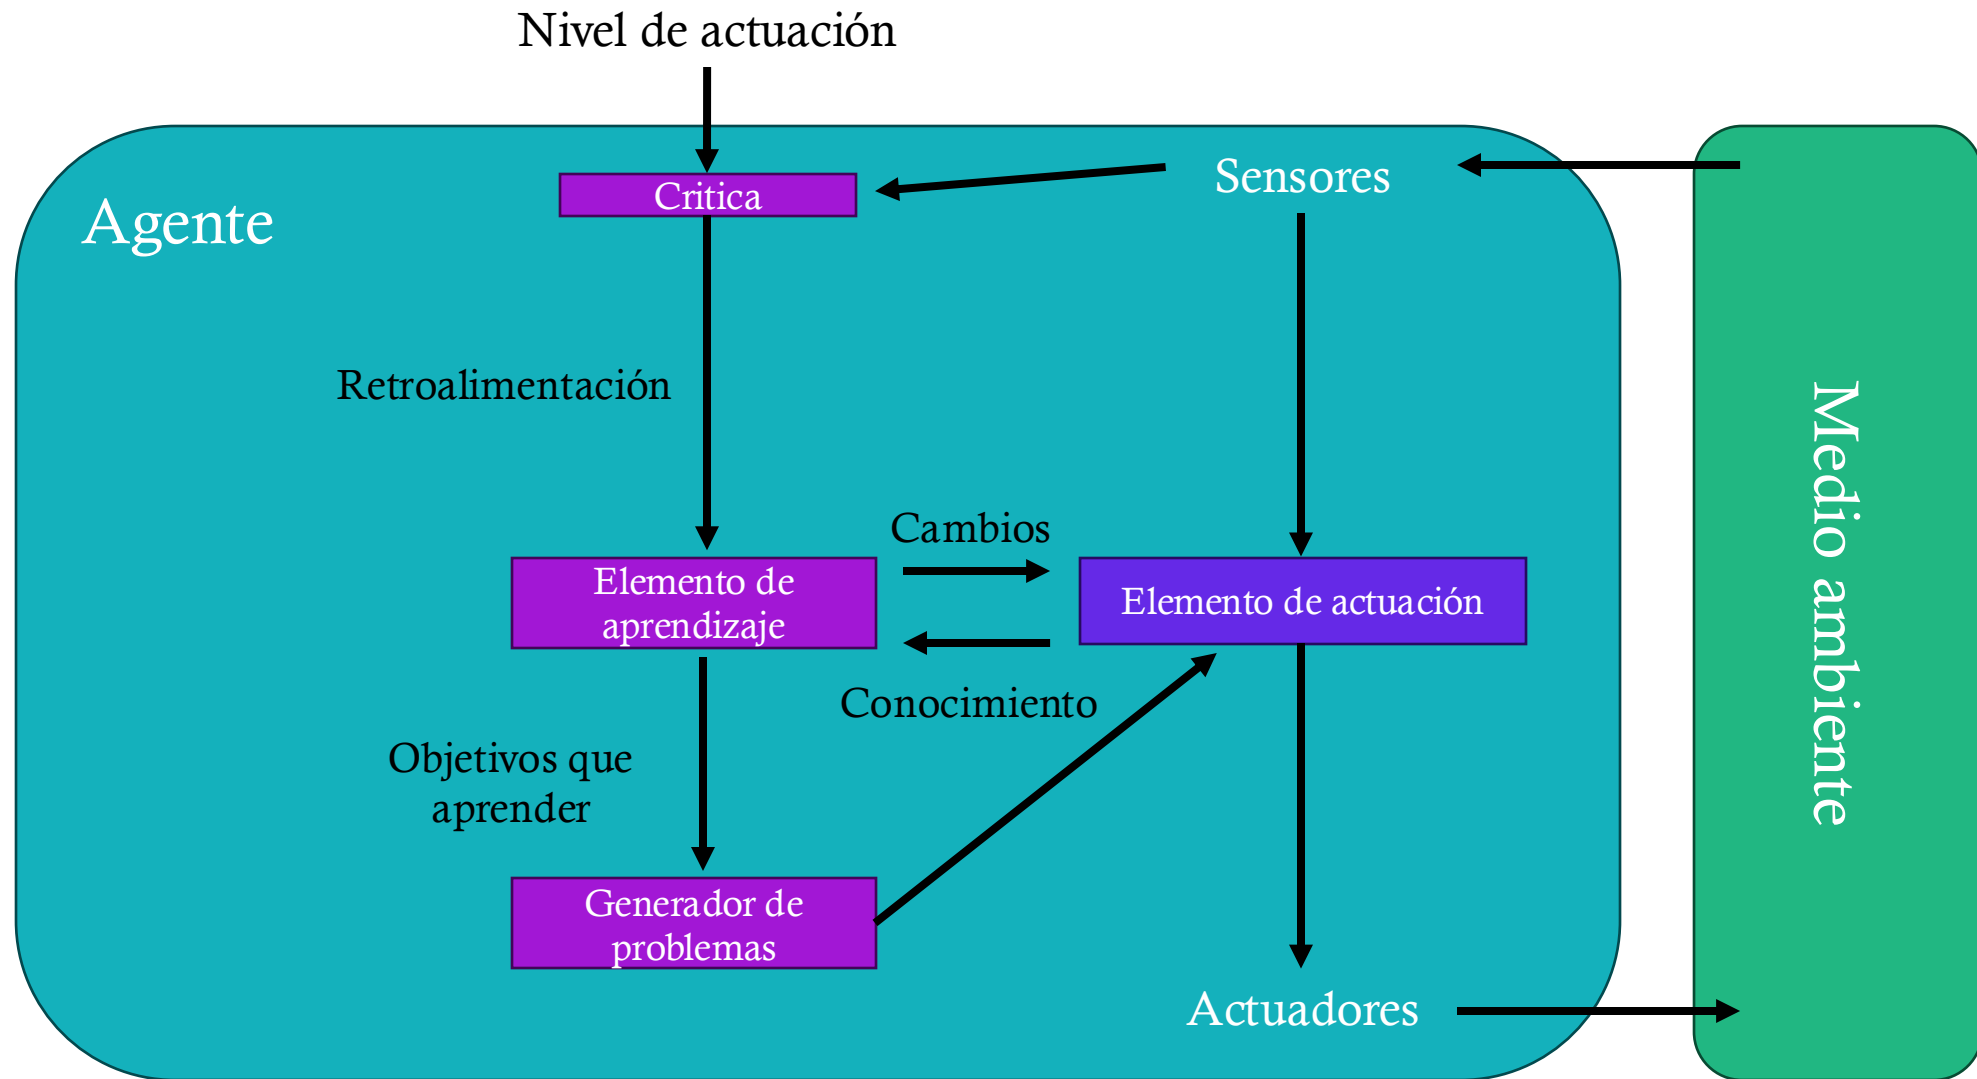 Nivel de actuación
Agente
Critica
Sensores
Retroalimentación
Cambios
Elemento de
aprendizaje
Elemento de actuación
Conocimiento
Objetivos que
aprender
Generador de
problemas
Actuadores
Medio ambiente